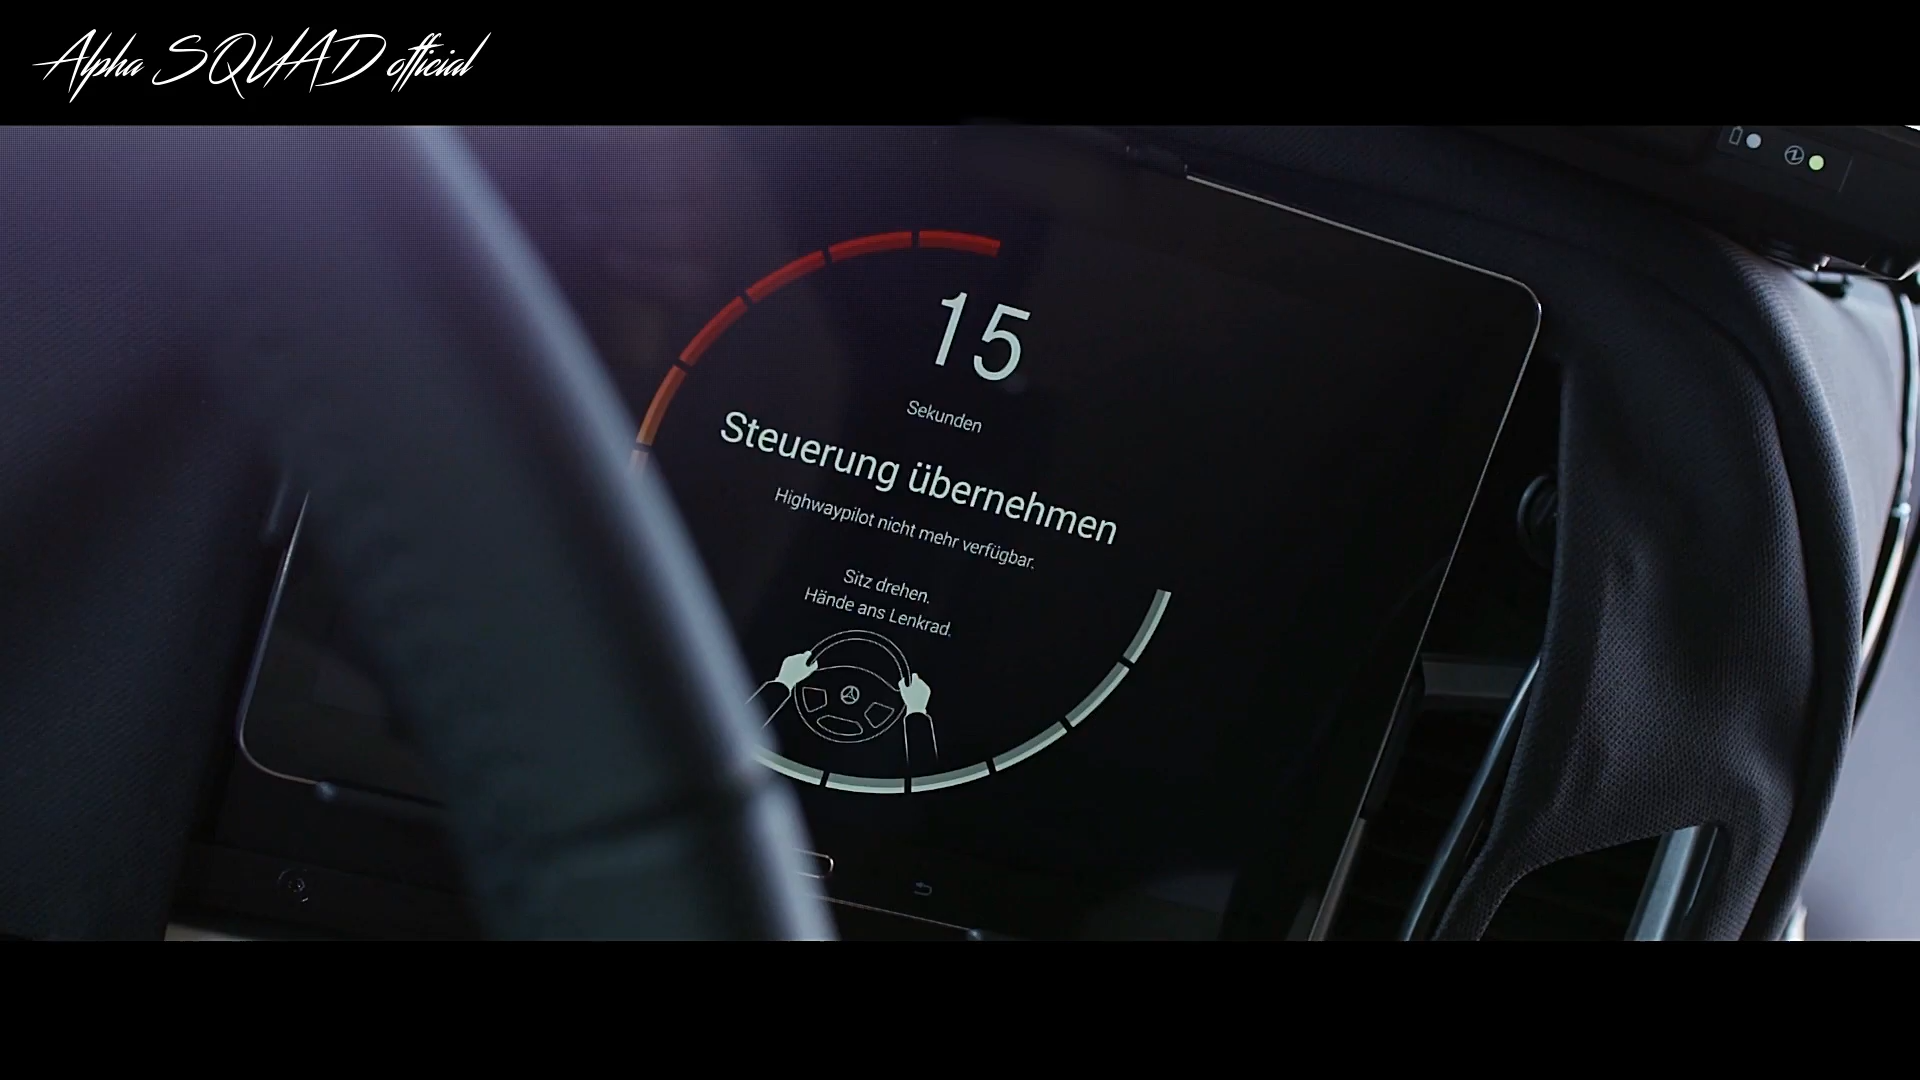 Alpha SQUAD official
15
Sekunden
Steuerung übernehmen
Highwaypilot nicht mehr verfügbar.
Sitz drehen.
Hände ans Lenkrad.